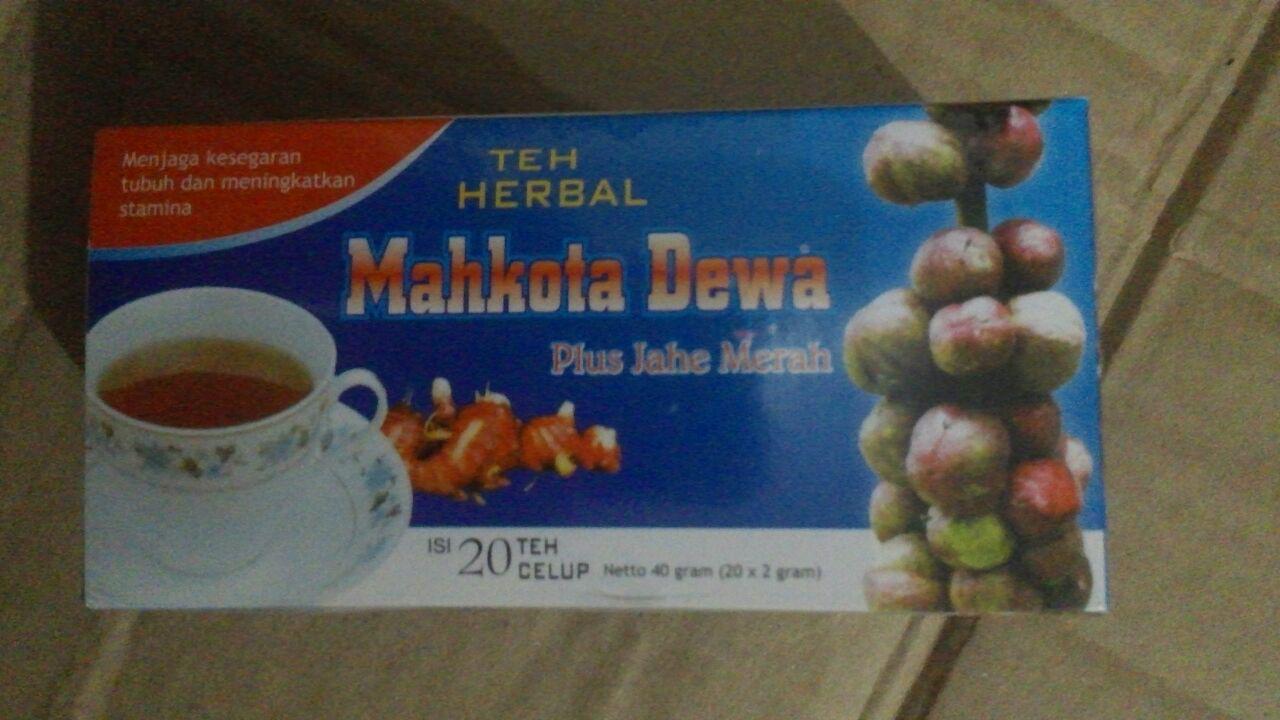 Menjaga kesegaran
tubuh dan meningkatkan
stamina
TEH
HERBAL
Mahkota Dewa
Plus Jahe Merah
ISI 20 TEH
CELUP Netto 40 gram (20 x 2 gram)